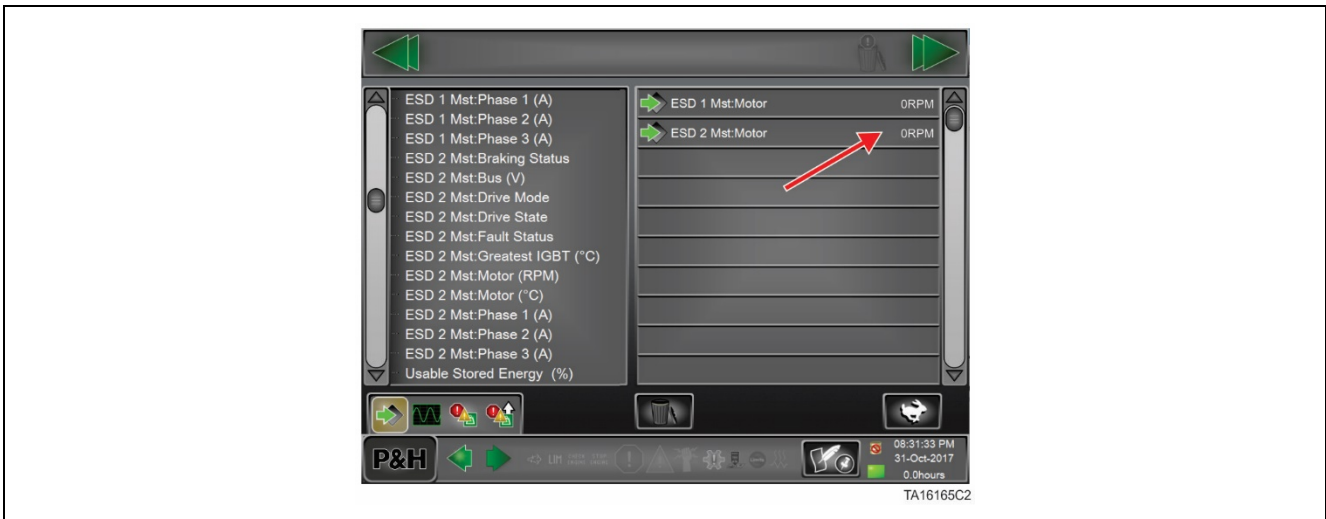 ESD 1 Mst:Phase 1 (A)
ESD 1 Mst:Phase 2 (A)
ESD 1 Mst:Phase 3 (A)
ESD 2 Mst:Braking Status
ESD 2 Mst:Bus (V)
ESD 2 Mst:Drive Mode
ESD 2 Mst:Drive State
ESD 2 Mst:Fault Status
ESD 2 Mst:Greatest IGBT (°C)
ESD 2 Mst:Motor (RPM)
ESD 2 Mst:Motor (°C)
ESD 2 Mst:Phase 1 (A)
ESD 2 Mst:Phase 2 (A)
ESD 2 Mst:Phase 3 (A)
Usable Stored Energy (%)
ESD 1 Mst:Motor 0RPM
ESD 2 Mst:Motor 0RPM
P&H
LIM
08:31:33 PM
31-Oct-2017
0.0hours
TA16165C2